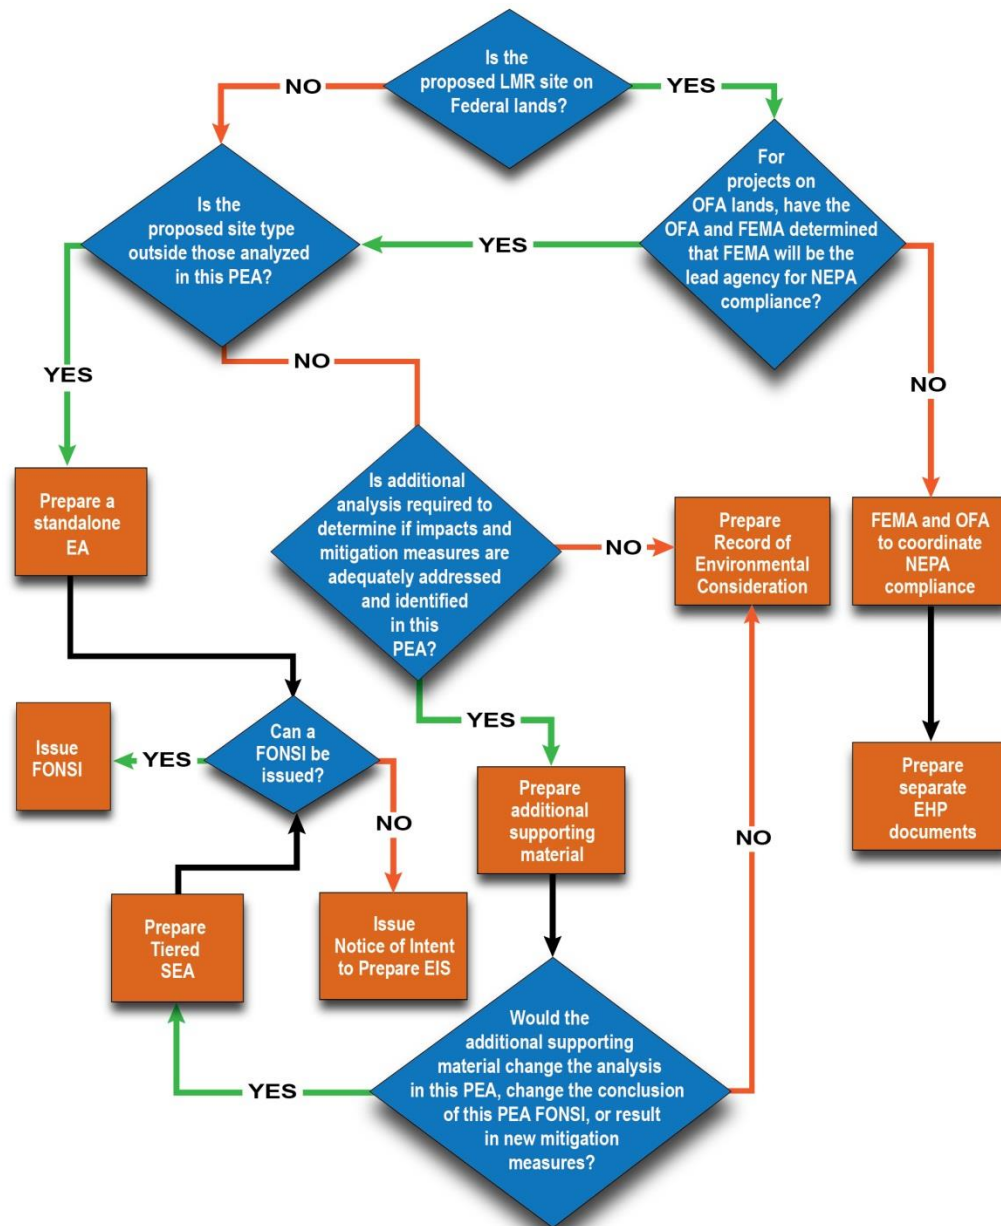 Is the
proposed LMR site on
Federal lands?
NO
YES
For
projects on
OFA lands, have the
OFA and FEMA determined
that FEMA will be the
lead agency for NEPA
compliance?
Is the
proposed site type
outside those analyzed
in this PEA?
YES
YES
NO
NO
Prepare a
standalone
EA
Is additional
analysis required to
determine if impacts and
mitigation measures are
adequately addressed
and identified
in this
PEA?
NO
Prepare
Record of
Environmental
Consideration
FEMA and OFA
to coordinate
NEPA
compliance
Issue
FONSI
YES
Can a
FONSI be
issued?
YES
NO
Prepare
additional
supporting
material
NO
Prepare
separate
EHP
documents
Prepare
Tiered
SEA
Issue
Notice of Intent
to Prepare EIS
Would the
additional supporting
material change the analysis
in this PEA, change the conclusion
of this PEA FONSI, or result
in new mitigation
measures?
YES